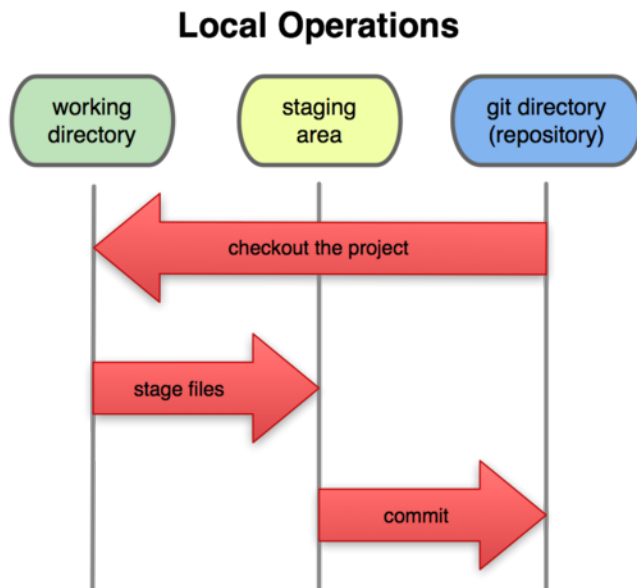 Local Operations
working
directory
staging
area
git directory
(repository)
checkout the project
stage files
commit